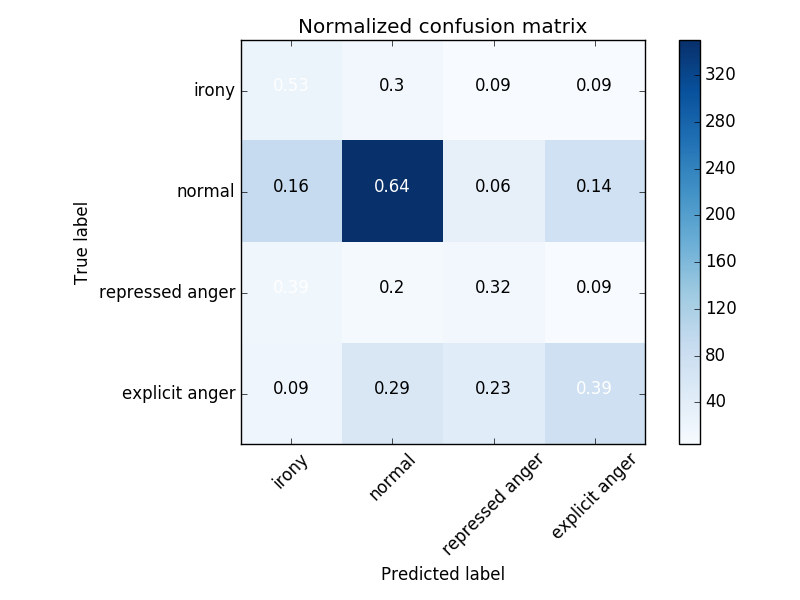 Normalized confusion matrix
True label
irony
0.53 0.3 0.09 0.09
normal
0.16 0.64 0.06 0.14
repressed anger
0.39 0.2 0.32 0.09
explicit anger
0.09 0.29 0.23 0.39
irony
normal
repressed anger
explicit anger
Predicted label
320
280
240
200
160
120
80
40